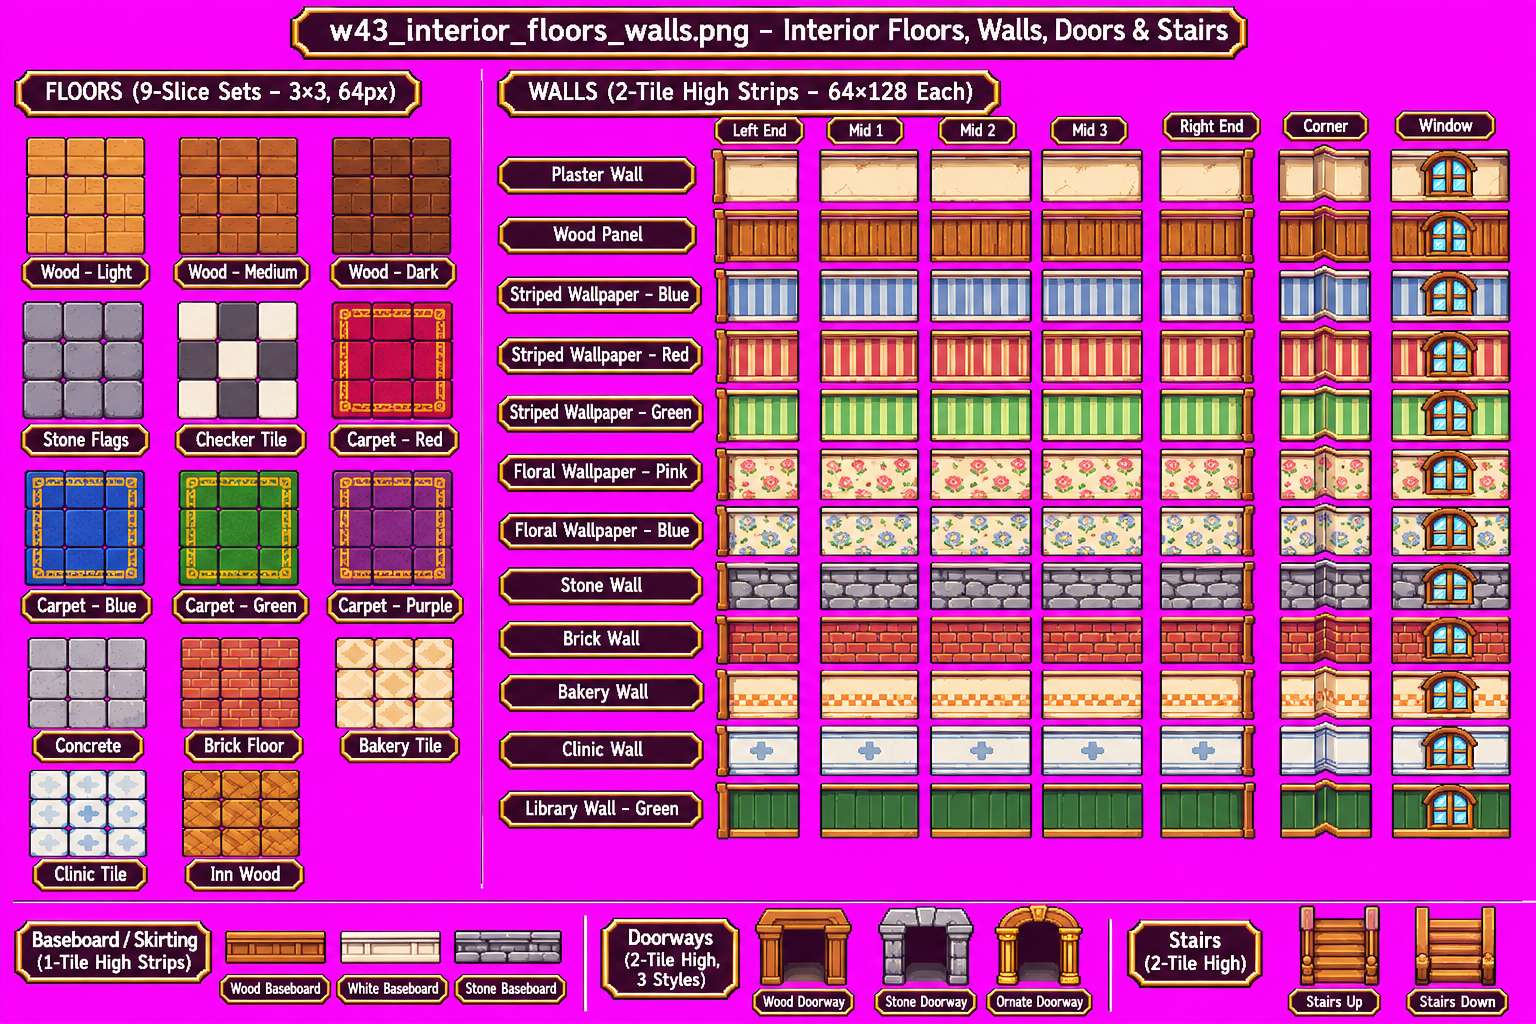 w43_interior_floors_walls.png – Interior Floors, Walls, Doors & Stairs
FLOORS (9-Slice Sets – 3×3, 64px)
Wood – Light
Wood – Medium
Wood – Dark
Stone Flags
Checker Tile
Carpet – Red
Carpet – Blue
Carpet – Green
Carpet – Purple
Concrete
Brick Floor
Bakery Tile
Clinic Tile
Inn Wood
WALLS (2-Tile High Strips – 64×128 Each)
Left End
Mid 1
Mid 2
Mid 3
Right End
Corner
Window
Plaster Wall
Wood Panel
Striped Wallpaper – Blue
Striped Wallpaper – Red
Striped Wallpaper – Green
Floral Wallpaper – Pink
Floral Wallpaper – Blue
Stone Wall
Brick Wall
Bakery Wall
Clinic Wall
Library Wall – Green
Baseboard / Skirting
(1-Tile High Strips)
Wood Baseboard
White Baseboard
Stone Baseboard
Doorways
(2-Tile High,
3 Styles)
Wood Doorway
Stone Doorway
Ornate Doorway
Stairs
(2-Tile High)
Stairs Up
Stairs Down